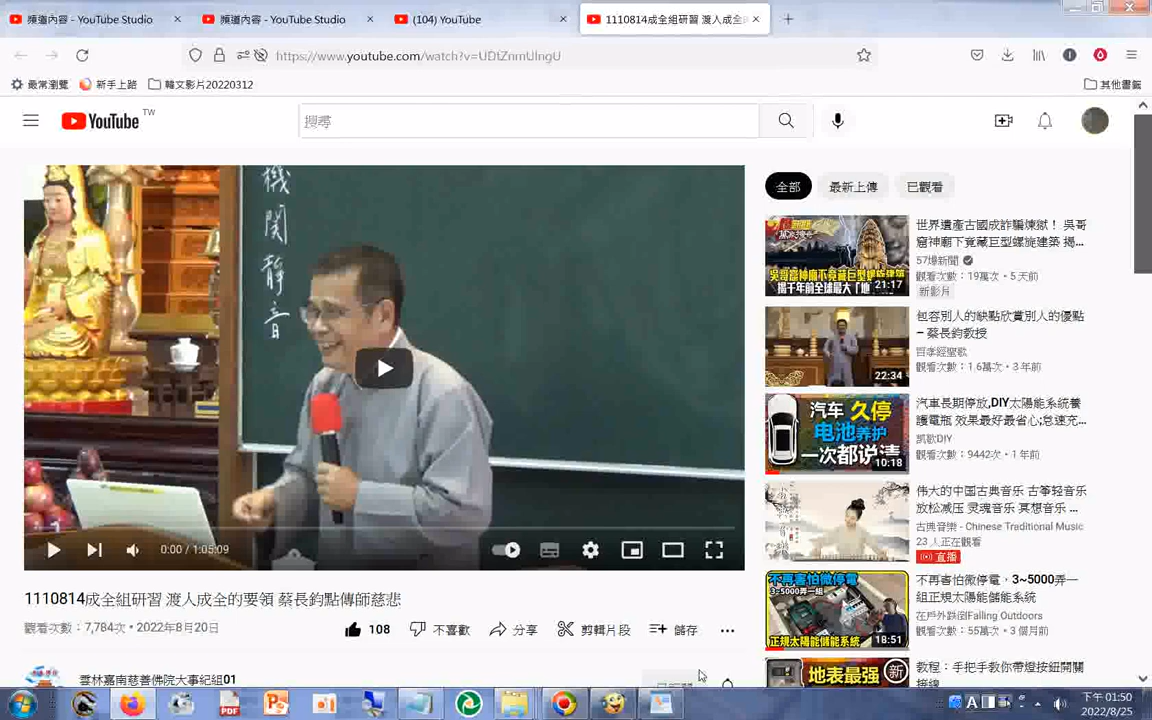 頻道內容 - YouTube Studio
頻道內容 - YouTube Studio
(104) YouTube
1110814成全組研習 渡人成全
https://www.youtube.com/watch?v=UDtZnmUlngU
最常瀏覽
新手上路
韓文影片20220312
其他書籤
YouTube TW
搜尋
機
關
靜
音
0:00 / 1:05:09
1110814成全組研習 渡人成全的要領 蔡長鈞點傳師慈悲
觀看次數：7,784次 • 2022年8月20日
108
不喜歡
分享
剪輯片段
儲存
雲林嘉南慈善佛院大事紀組01
全部
最新上傳
已觀看
21:17
世界遺產古國成詐騙煉獄！ 吳哥
窟神廟下竟藏巨型螺旋建築 揭...
57爆新聞
觀看次數：19萬次 • 5 天前
新影片
22:34
包容別人的缺點欣賞別人的優點
– 蔡長鈞教授
百孝經聖歌
觀看次數：1.6萬次 • 3 年前
汽车 久停
电池养护
一次都说清
10:18
汽車長期停放,DIY太陽能系統養
護電瓶 效果最好最省心;怠速充...
凱歌DIY
觀看次數：9442次 • 1 年前
伟大的中国古典音乐 古筝轻音乐
放松减压 灵魂音乐 冥想音乐 ...
古典音樂 - Chinese Traditional Music
23 人正在觀看
直播
不再害怕微停電
3~5000弄一套
正規太陽能儲能系統
18:51
不再害怕微停電，3~5000弄一
組正規太陽能儲能系統
在戶外跌倒Falling Outdoors
觀看次數：55萬次 • 3 個月前
地表最强 新
教程：手把手教你帶燈按鈕開關
接線
下午 01:50
2022/8/25